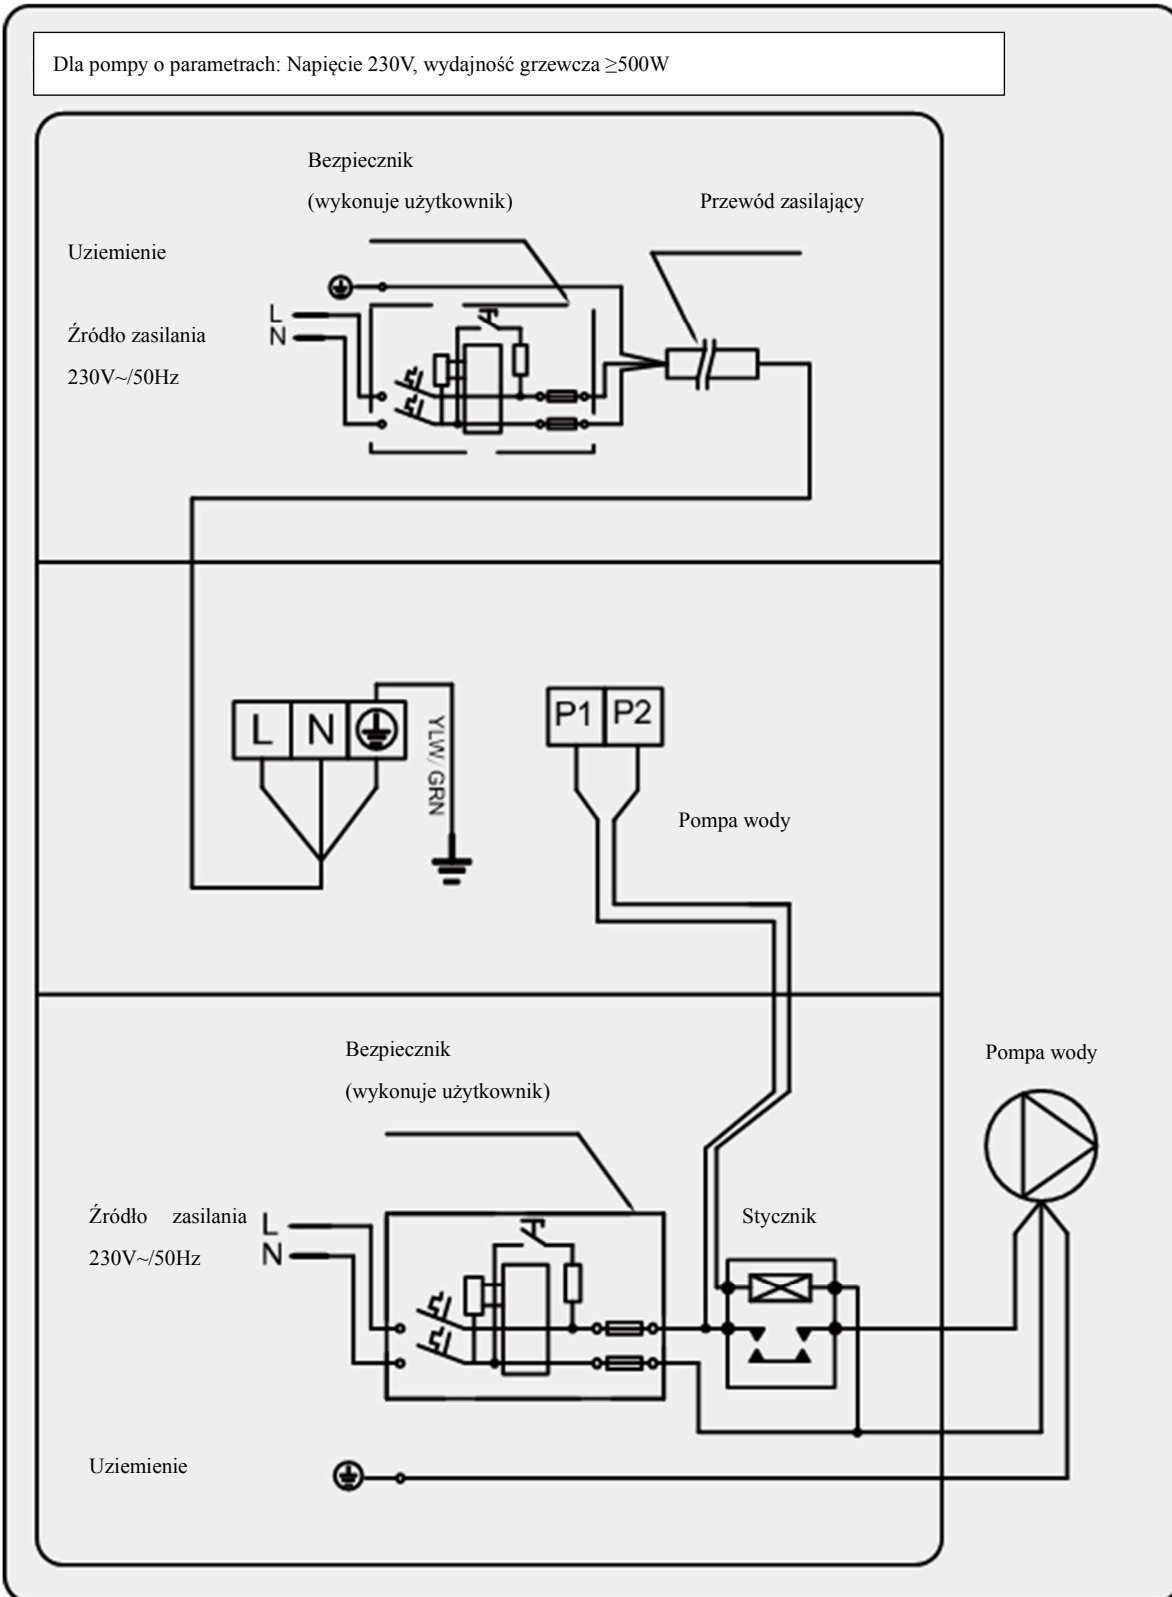 Dla pompy o parametrach: Napięcie 230V, wydajność grzewcza ≥500W
Bezpiecznik
(wykonuje użytkownik)
Przewód zasilający
Uziemienie
L
N
Źródło zasilania
230V~/50Hz
L N
YLW/GRN
P1 P2
Pompa wody
Bezpiecznik
(wykonuje użytkownik)
Pompa wody
Źródło zasilania L
230V~/50Hz N
Stycznik
Uziemienie